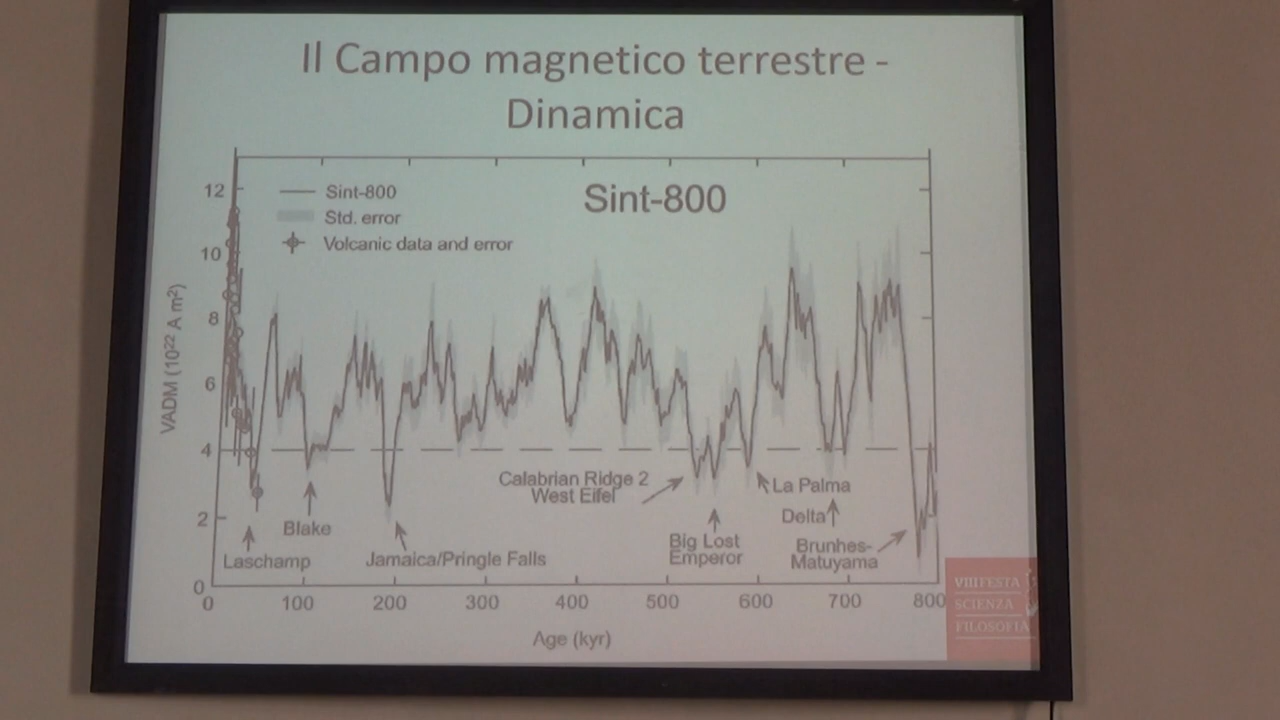 Il Campo magnetico terrestre -
Dinamica
Sint-800
Sint-800
Std. error
Volcanic data and error
VADM (10²² A m²)
12
10
8
6
4
2
0
Calabrian Ridge 2
West Eifel
La Palma
Delta
Blake
Big Lost
Emperor
Brunhes-
Matuyama
Laschamp
Jamaica/Pringle Falls
0 100 200 300 400 500 600 700 800
Age (kyr)
VIII FESTA
SCIENZA
FILOSOFIA